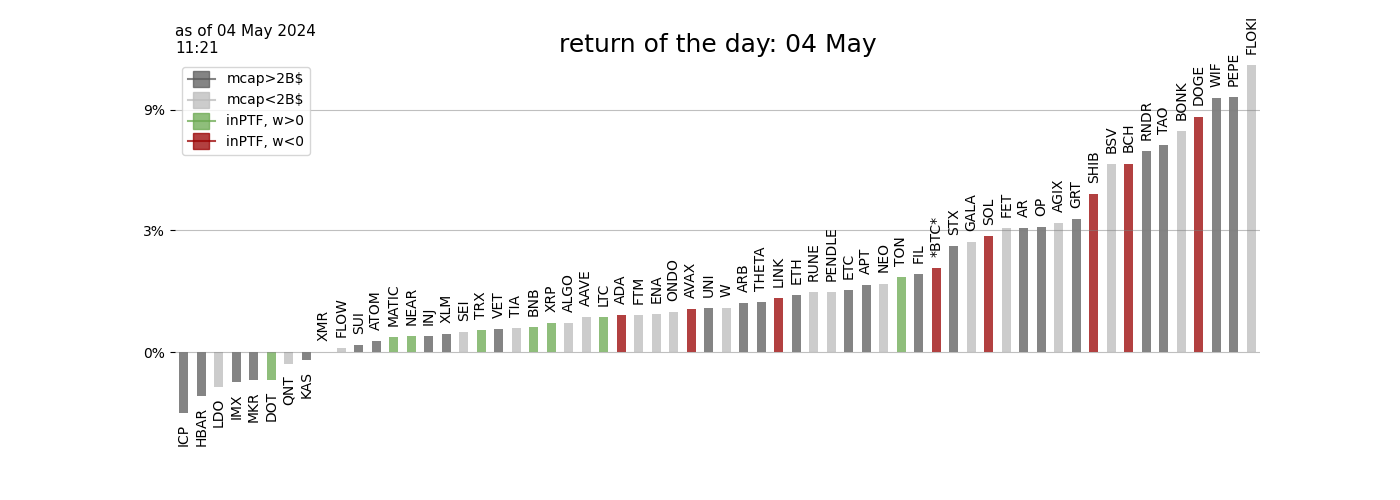 as of 04 May 2024
11:21
return of the day: 04 May
mcap>2B$
mcap<2B$
inPTF, w>0
inPTF, w<0
9%
3%
0%
ICP
HBAR
LDO
IMX
MKR
DOT
QNT
KAS
XMR
FLOW
SUI
ATOM
MATIC
NEAR
INJ
XLM
SEI
TRX
VET
TIA
BNB
XRP
ALGO
AAVE
LTC
ADA
FTM
ENA
ONDO
AVAX
UNI
W
ARB
THETA
LINK
ETH
RUNE
PENDLE
ETC
APT
NEO
TON
FIL
*BTC*
STX
GALA
SOL
FET
AR
OP
AGIX
GRT
SHIB
BSV
BCH
RNDR
TAO
BONK
DOGE
WIF
PEPE
FLOKI